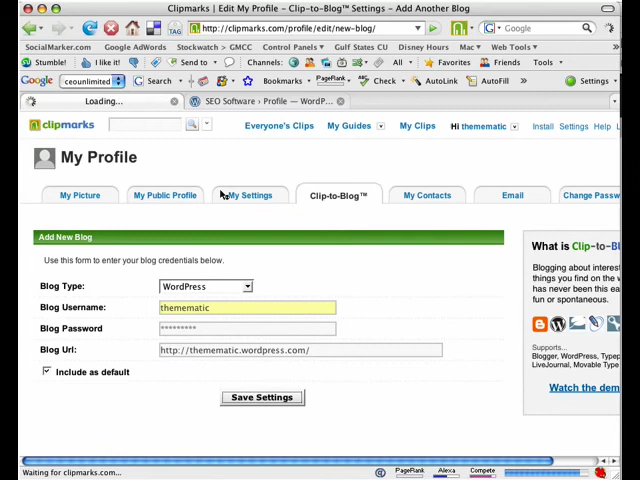 Clipmarks | Edit My Profile – Clip-to-Blog™ Settings – Add Another Blog
http://clipmarks.com/profile/edit/new-blog/
Google
SocialMarker.com Google AdWords Stockwatch > GMCC Control Panels Gulf States CU Disney Hours Mac Web Tools
Stumble! I like it! Send to Channels: All Favorites Friends Tools
Google ceounlimited Search Bookmarks PageRank Check AutoLink AutoFill Settings
Loading... SEO Software › Profile — WordP...
clipmarks Everyone's Clips My Guides My Clips Hi thematic Install Settings Help
My Profile
My Picture My Public Profile My Settings Clip-to-Blog™ My Contacts Email Change Passw
Add New Blog
Use this form to enter your blog credentials below.
Blog Type: WordPress
Blog Username: themematic
Blog Password *********
Blog Url: http://themematic.wordpress.com/
Include as default
Save Settings
What is Clip-to-Bl
Blogging about interes
things you find on the w
has never been this ea
fun or spontaneous.
Supports...
Blogger, WordPress, Typep
LiveJournal, Movable Type
Watch the dem
Waiting for clipmarks.com... PageRank Alexa Compete